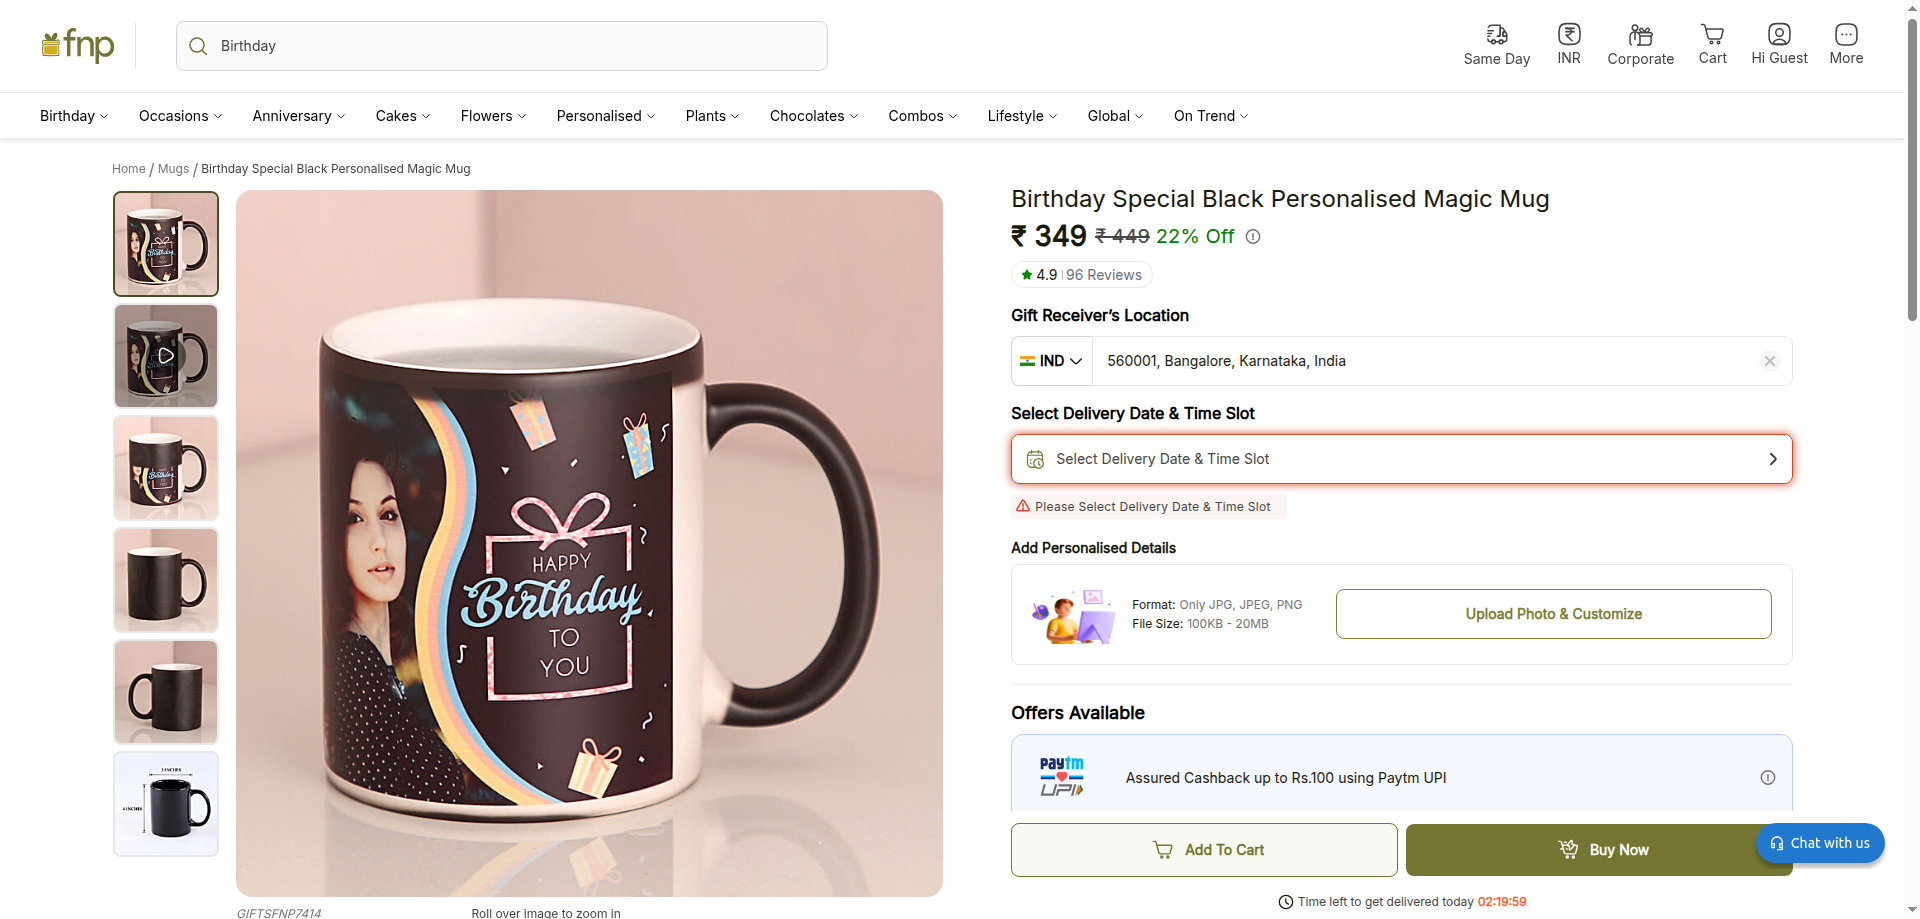 fnp
Birthday
Same Day
INR
Corporate
Cart
Hi Guest
More
Birthday
Occasions
Anniversary
Cakes
Flowers
Personalised
Plants
Chocolates
Combos
Lifestyle
Global
On Trend
Home / Mugs / Birthday Special Black Personalised Magic Mug
HAPPY
Birthday
TO
YOU
GIFTSFNP7414
Roll over image to zoom in
Birthday Special Black Personalised Magic Mug
₹ 349 ₹ 449 22% Off
4.9 | 96 Reviews
Gift Receiver's Location
IND
560001, Bangalore, Karnataka, India
Select Delivery Date & Time Slot
Select Delivery Date & Time Slot
Please Select Delivery Date & Time Slot
Add Personalised Details
Format: Only JPG, JPEG, PNG
File Size: 100KB - 20MB
Upload Photo & Customize
Offers Available
paytm
UPI
Assured Cashback up to Rs.100 using Paytm UPI
Add To Cart
Buy Now
Chat with us
Time left to get delivered today 02:19:59